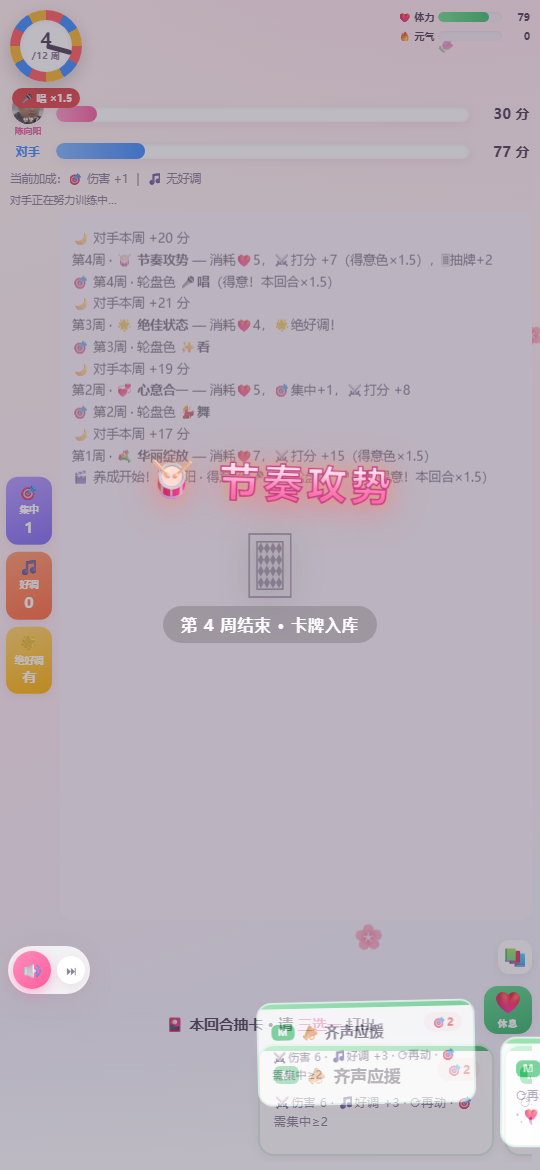 4
/12 周
体力 79
元气 0
唱 ×1.5
陈向阳
30 分
对手
77 分
当前加成： 伤害 +1 | 无好调
对手正在努力训练中...
对手本周 +20 分
第4周 · 节奏攻势 — 消耗 5, 打分 +7（得意色×1.5）, 抽牌+2
第4周 · 轮盘色 唱（得意！本回合×1.5）
对手本周 +21 分
第3周 · 绝佳状态 — 消耗 4, 绝好调！
第3周 · 轮盘色
对手本周 +19 分
第2周 · 心意合一 — 消耗 5, 集中+1, 打分 +8
第2周 · 轮盘色 舞
对手本周 +17 分
第1周 · 华丽绽放 — 消耗 7, 打分 +15（得意色×1.5）
养成开始！ 阳 · 得 意！本回合×1.5）
节奏攻势
集中
1
好调
0
绝好调
有
第 4 周结束 · 卡牌入库
休息
本回合抽卡 · 请 三选一 打出
M 齐声应援 2
伤害 6 · 好调 +3 · 再动 ·
需集中≥2
齐声应援 2
伤害 6 · 好调 +3 · 再动 ·
需集中≥2
M
再